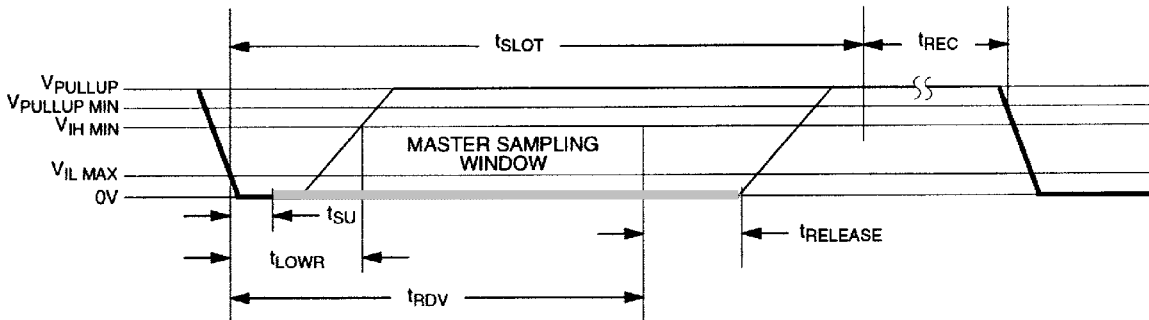 tSLOT
tREC
VPULLUP
VPULLUP MIN
VIH MIN
MASTER SAMPLING
WINDOW
VIL MAX
0V
tSU
tRELEASE
tLOWR
tRDV